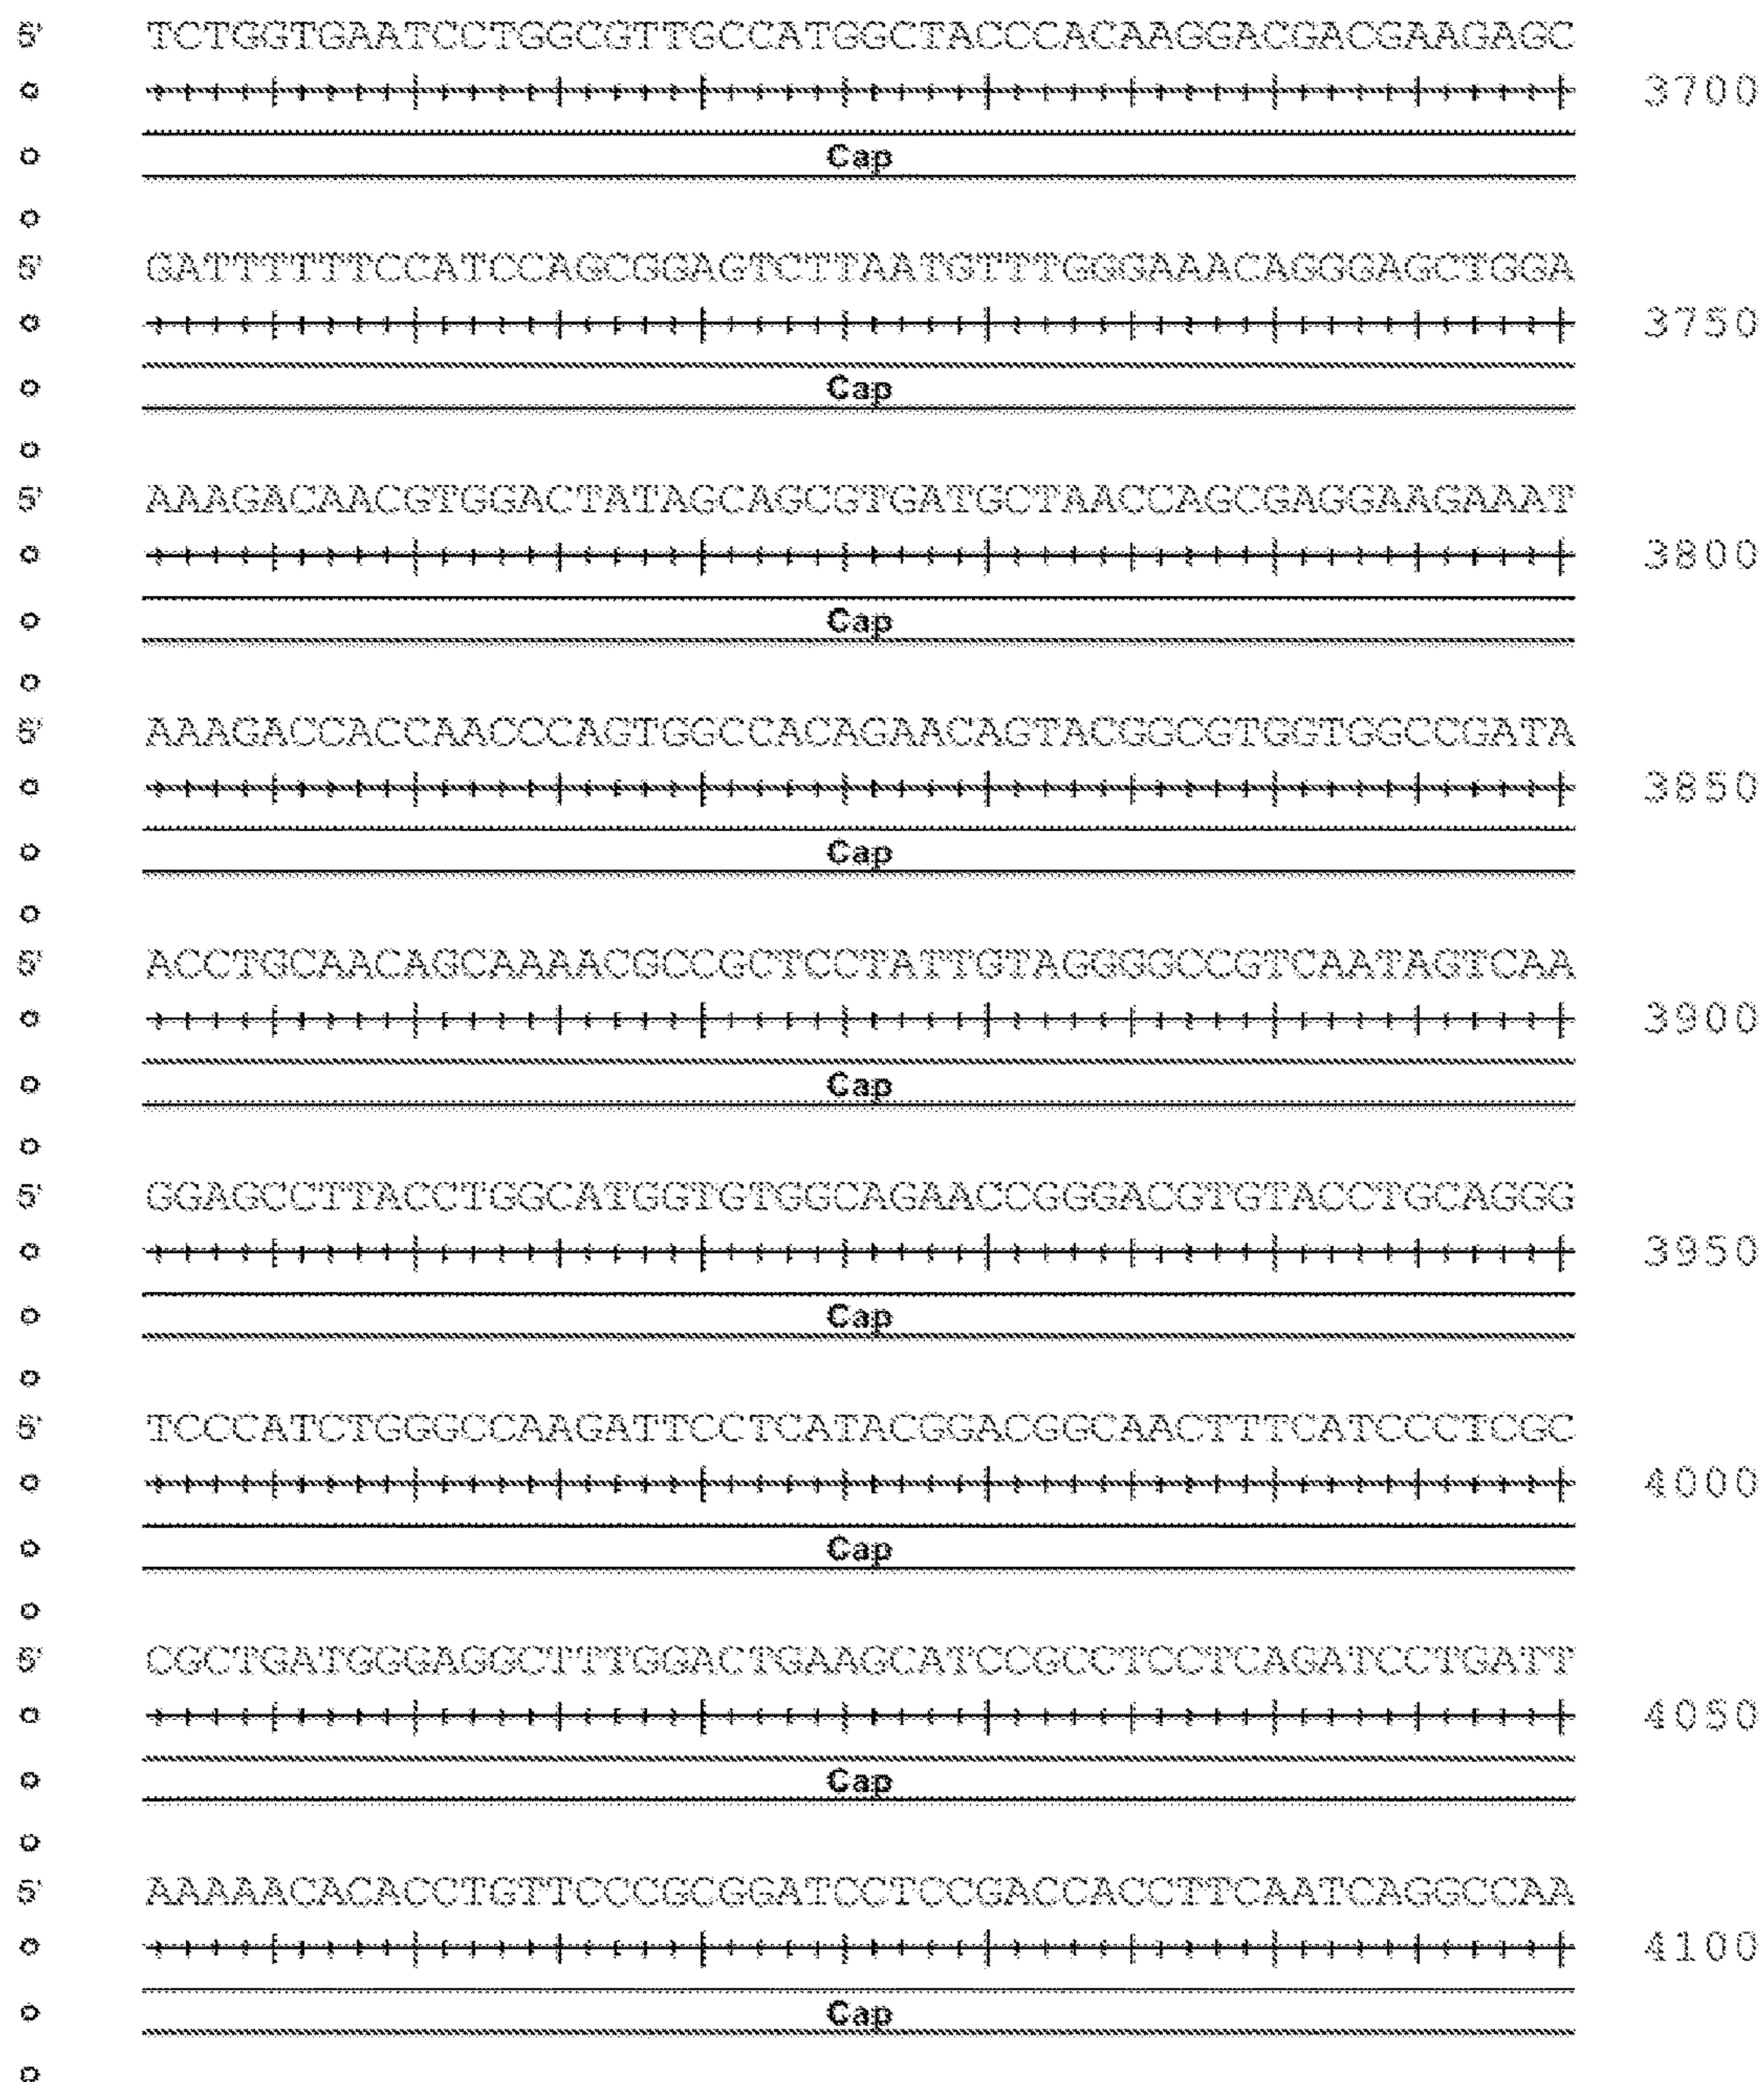 5' TCTGGTGAATCCTGGCGTTGCCATGGCTACCCACAAGGACGACGAAGAGC
3700
Cap
5' GATTTTTTCCATCCAGCGGAGTCTTAATGTTTGGGAAACAGGGAGCTGGA
3750
Cap
5' AAAGACAACGTGGACTATAGCAGCGTGATGCTAACCAGCGAGGAAGAAAT
3800
Cap
5' AAAGACCACCAACCCAGTGGCCACAGAACAGTACGGCGTGGTGGCCGATA
3850
Cap
5' ACCTGCAACAGCAAAACGCCGCTCCTATTGTAGGGGCCGTCAATAGTCAA
3900
Cap
5' GGAGCCTTACCTGGCATGGTGTGGCAGAACCGGGACGTGTACCTGCAGGG
3950
Cap
5' TCCCATCTGGGCCAAGATTCCTCATACGGACGGCAACTTTCATCCCTCGC
4000
Cap
5' CGCTGATGGGAGGCTTTGGACTGAAGCATCCGCCTCCTCAGATCCTGATT
4050
Cap
5' AAAAACACACCTGTTCCCGCGGATCCTCCGACCACCTTCAATCAGGCCAA
4100
Cap